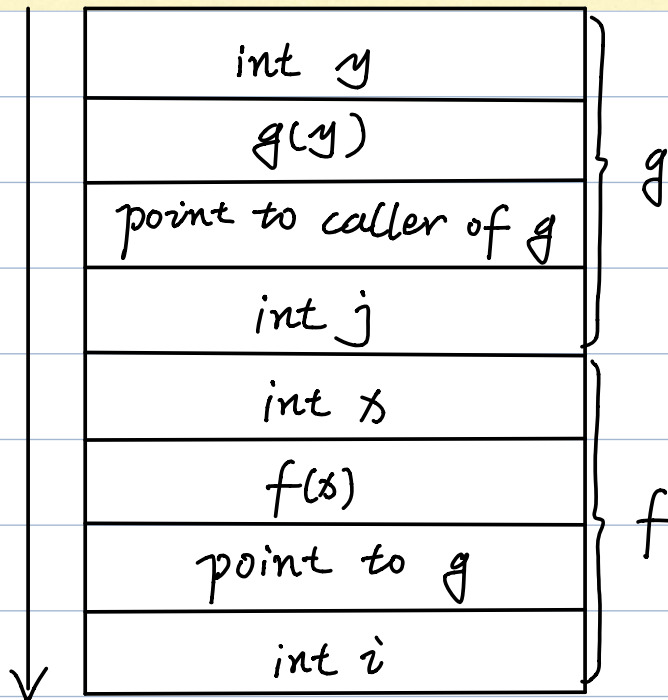 int y
g(y)
point to caller of g
int j
g
int x
f(x)
point to g
int i
f